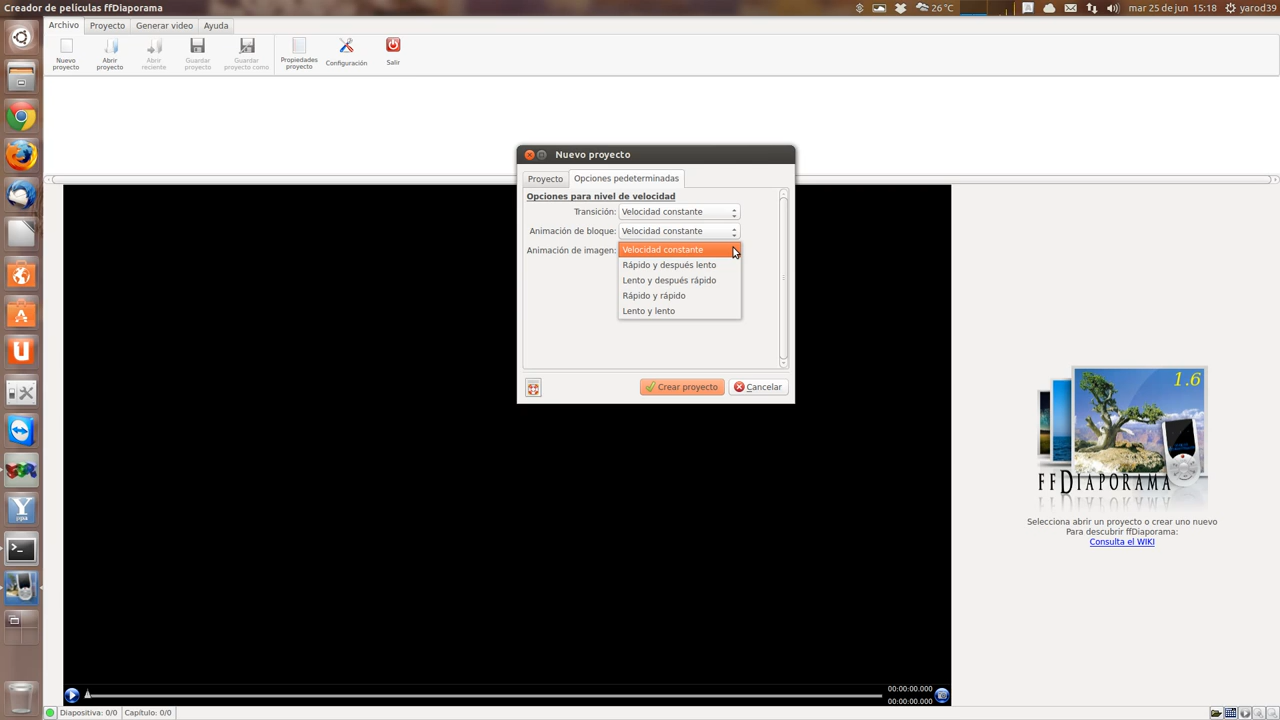 Creador de películas ffDiaporama
26°C
mar 25 de jun 15:18
yarod39
Archivo
Proyecto
Generar video
Ayuda
Nuevo
proyecto
Abrir
proyecto
Abrir
reciente
Guardar
proyecto
Guardar
proyecto como
Propiedades
proyecto
Configuración
Salir
Nuevo proyecto
Proyecto
Opciones pedeterminadas
Opciones para nivel de velocidad
Transición:
Velocidad constante
Animación de bloque:
Velocidad constante
Animación de imagen:
Velocidad constante
Rápido y después lento
Lento y después rápido
Rápido y rápido
Lento y lento
Crear proyecto
Cancelar
1.6
FFDIAPORAMA
Selecciona abrir un proyecto o crear uno nuevo
Para descubrir ffDiaporama:
Consulta el WIKI
PPA
00:00:00.000
00:00:00.000
Diapositiva: 0/0
Capítulo: 0/0